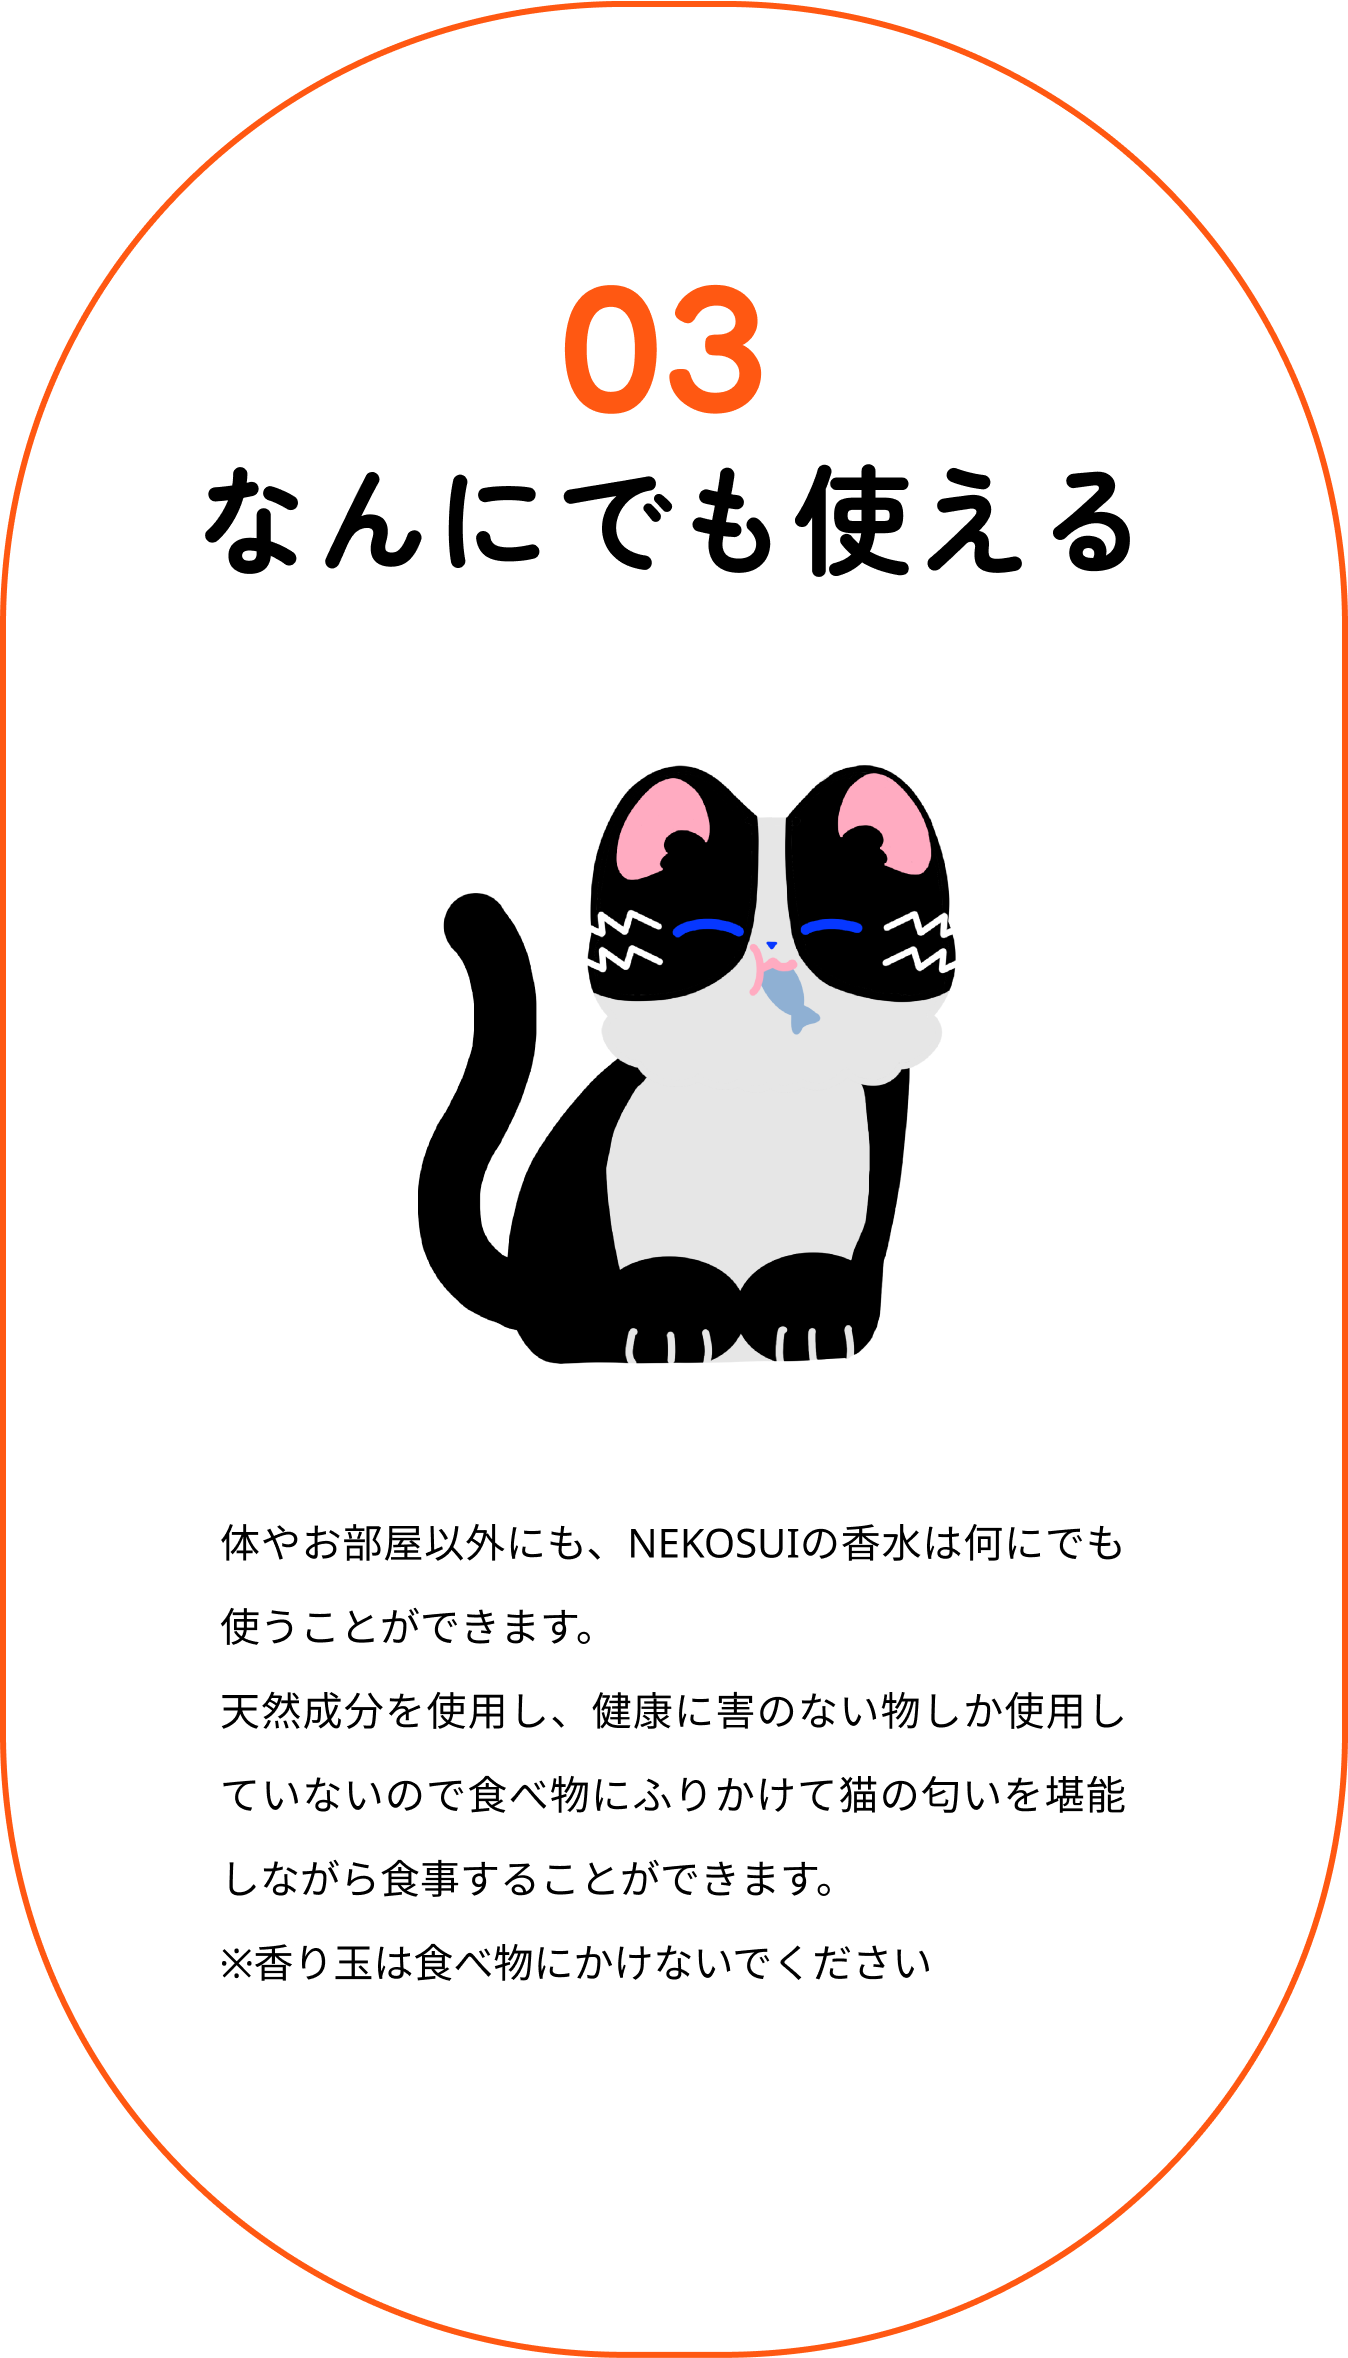 03
なんにでも使える
体やお部屋以外にも、NEKOSUIの香水は何にでも
使うことができます。
天然成分を使用し、健康に害のない物しか使用し
ていないので食べ物にふりかけて猫の匂いを堪能
しながら食事することができます。
※香り玉は食べ物にかけないでください